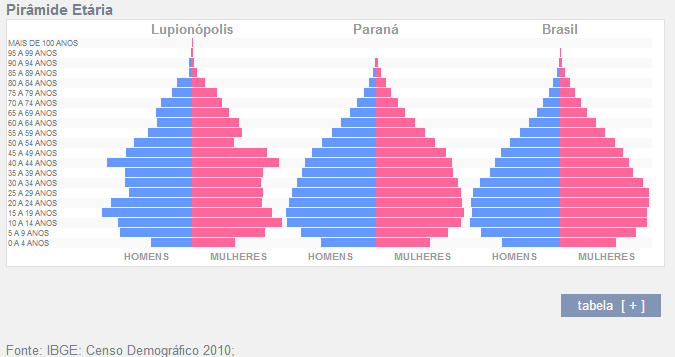 Pirâmide Etária
Lupionópolis Paraná Brasil
MAIS DE 100 ANOS
95 A 99 ANOS
90 A 94 ANOS
85 A 89 ANOS
80 A 84 ANOS
75 A 79 ANOS
70 A 74 ANOS
65 A 69 ANOS
60 A 64 ANOS
55 A 59 ANOS
50 A 54 ANOS
45 A 49 ANOS
40 A 44 ANOS
35 A 39 ANOS
30 A 34 ANOS
25 A 29 ANOS
20 A 24 ANOS
15 A 19 ANOS
10 A 14 ANOS
5 A 9 ANOS
0 A 4 ANOS
HOMENS MULHERES HOMENS MULHERES HOMENS MULHERES
tabela [ + ]
Fonte: IBGE: Censo Demográfico 2010;